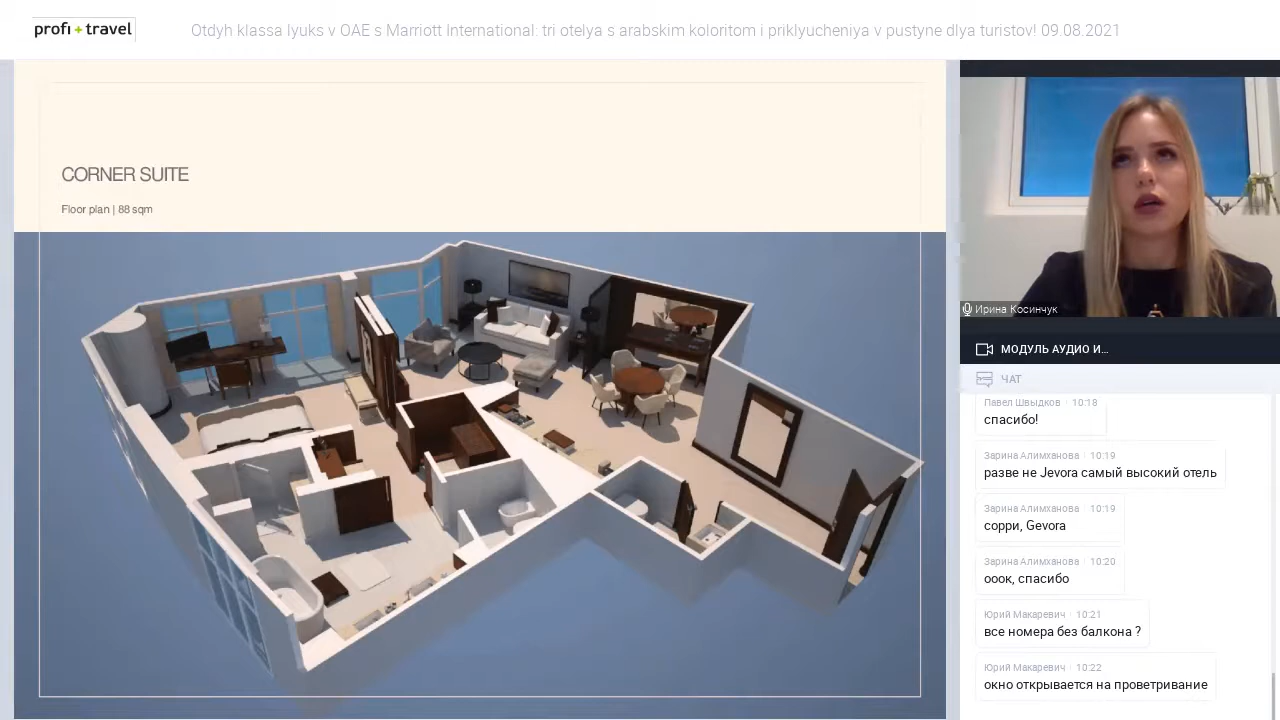 profi + travel
Otdyh klassa lyuks v OAE s Marriott International: tri otelya s arabskim koloritom i priklyucheniya v pustyne dlya turistov! 09.08.2021
CORNER SUITE
Floor plan | 88 sqm
Ирина Косинчук
МОДУЛЬ АУДИО И...
ЧАТ
Павел Швыдков · 10:18
спасибо!
Зарина Алимханова · 10:19
разве не Jevora самый высокий отель
Зарина Алимханова · 10:19
сорри, Gevora
Зарина Алимханова · 10:20
ооок, спасибо
Юрий Макаревич · 10:21
все номера без балкона ?
Юрий Макаревич · 10:22
окно открывается на проветривание